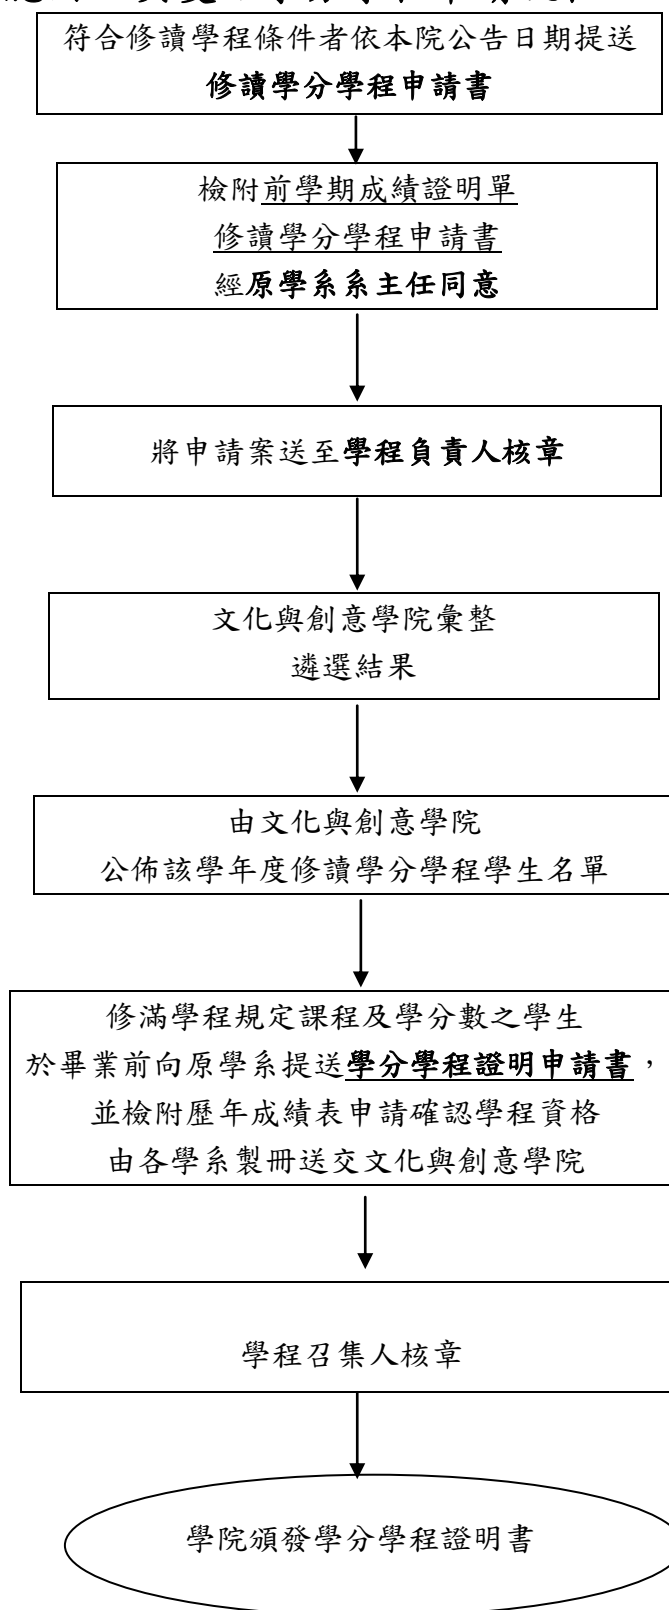 符合修讀學程條件者依本院公告日期提送
修讀學分學程申請書
檢附前學期成績證明單
修讀學分學程申請書
經原學系系主任同意
將申請案送至學程負責人核章
文化與創意學院彙整
遴選結果
由文化與創意學院
公佈該學年度修讀學分學程學生名單
修滿學程規定課程及學分數之學生
於畢業前向原學系提送學分學程證明申請書，
並檢附歷年成績表申請確認學程資格
由各學系製冊送交文化與創意學院
學程召集人核章
學院頒發學分學程證明書